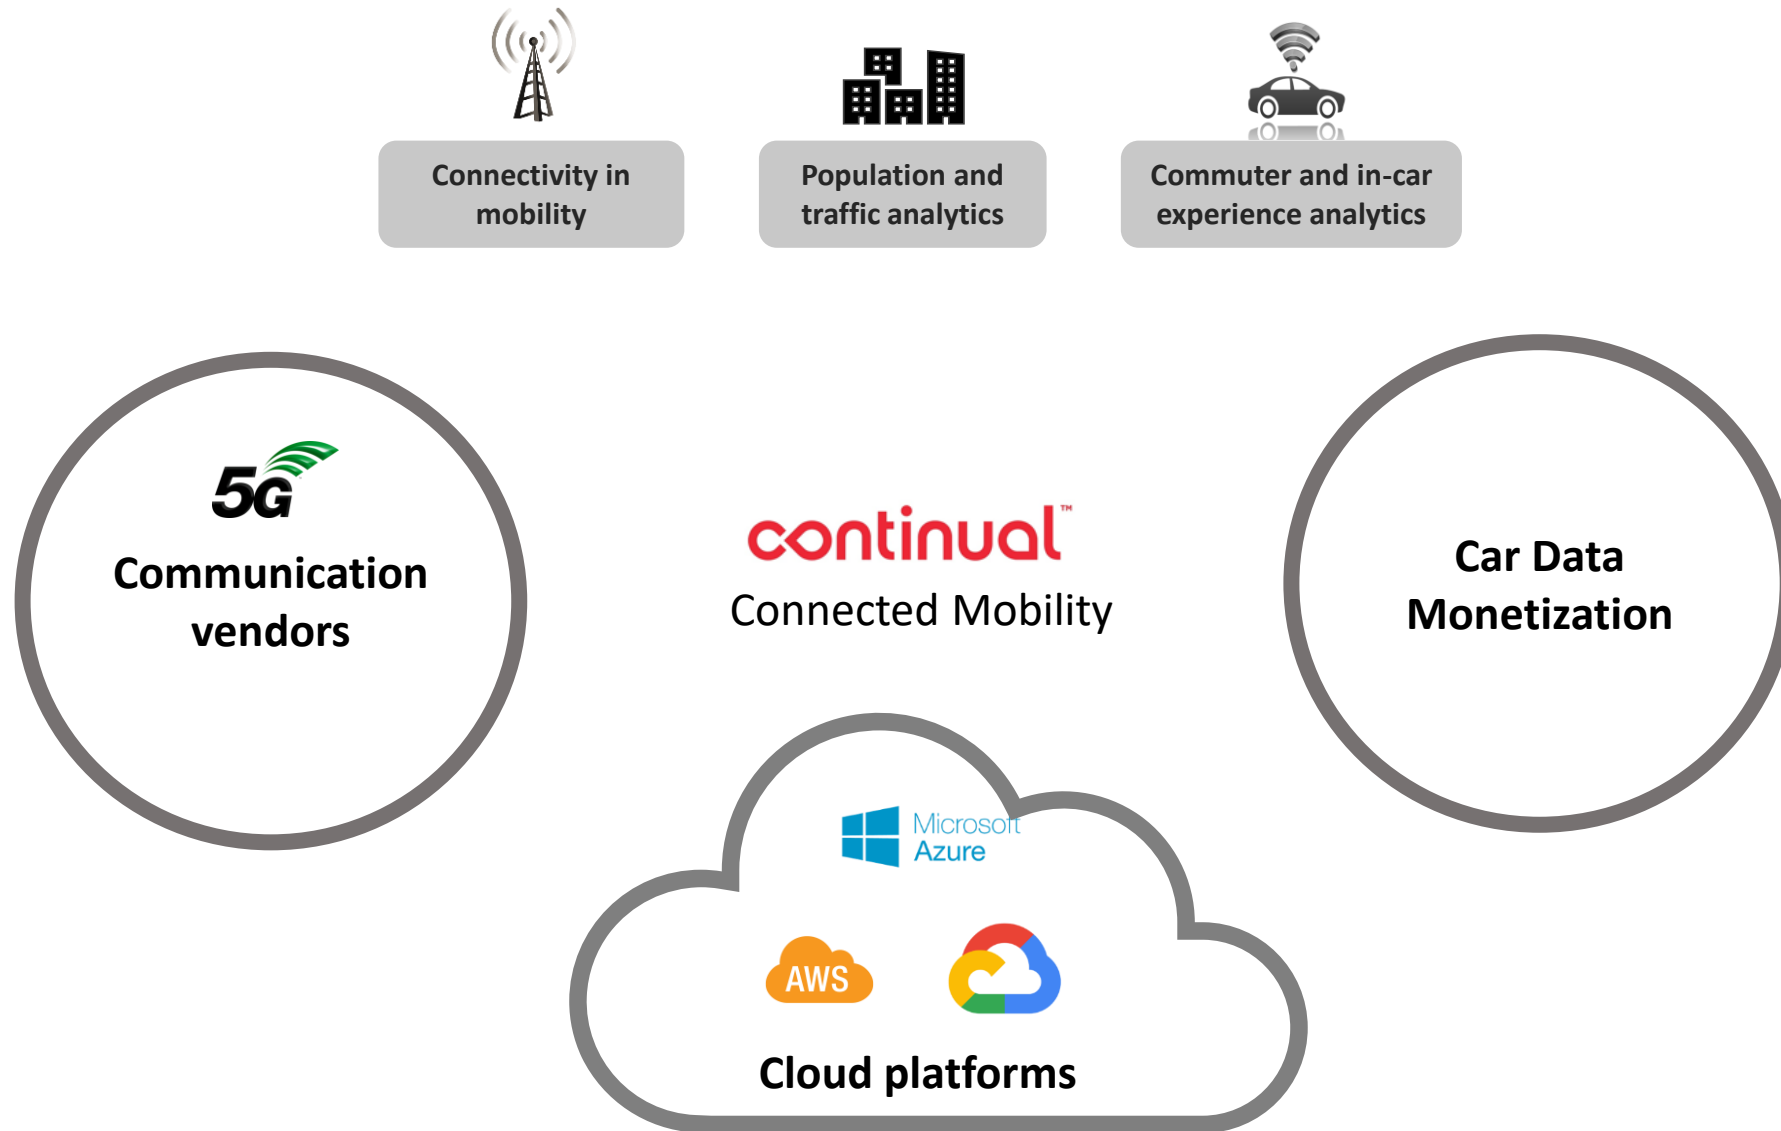 Connectivity in
mobility
Population and
traffic analytics
Commuter and in-car
experience analytics
5G
Communication
vendors
continual™
Connected Mobility
Car Data
Monetization
Microsoft
Azure
AWS
Cloud platforms